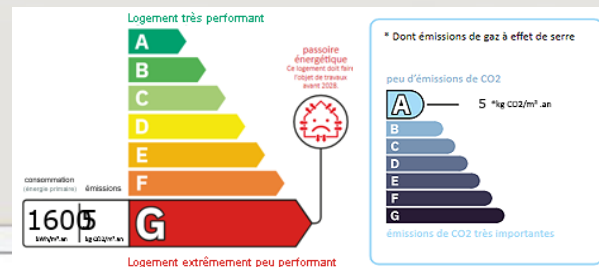 Logement très performant
A
B
C
D
E
F
G
passoire
énergétique
Ce logement doit faire
l'objet de travaux
avant 2028.
consommation
(énergie primaire)
émissions
1600
5
kWh/m².an
kg CO2/m².an
Logement extrêmement peu performant
* Dont émissions de gaz à effet de serre
peu d'émissions de CO2
A
5 *kg CO2/m².an
B
C
D
E
F
G
émissions de CO2 très importantes